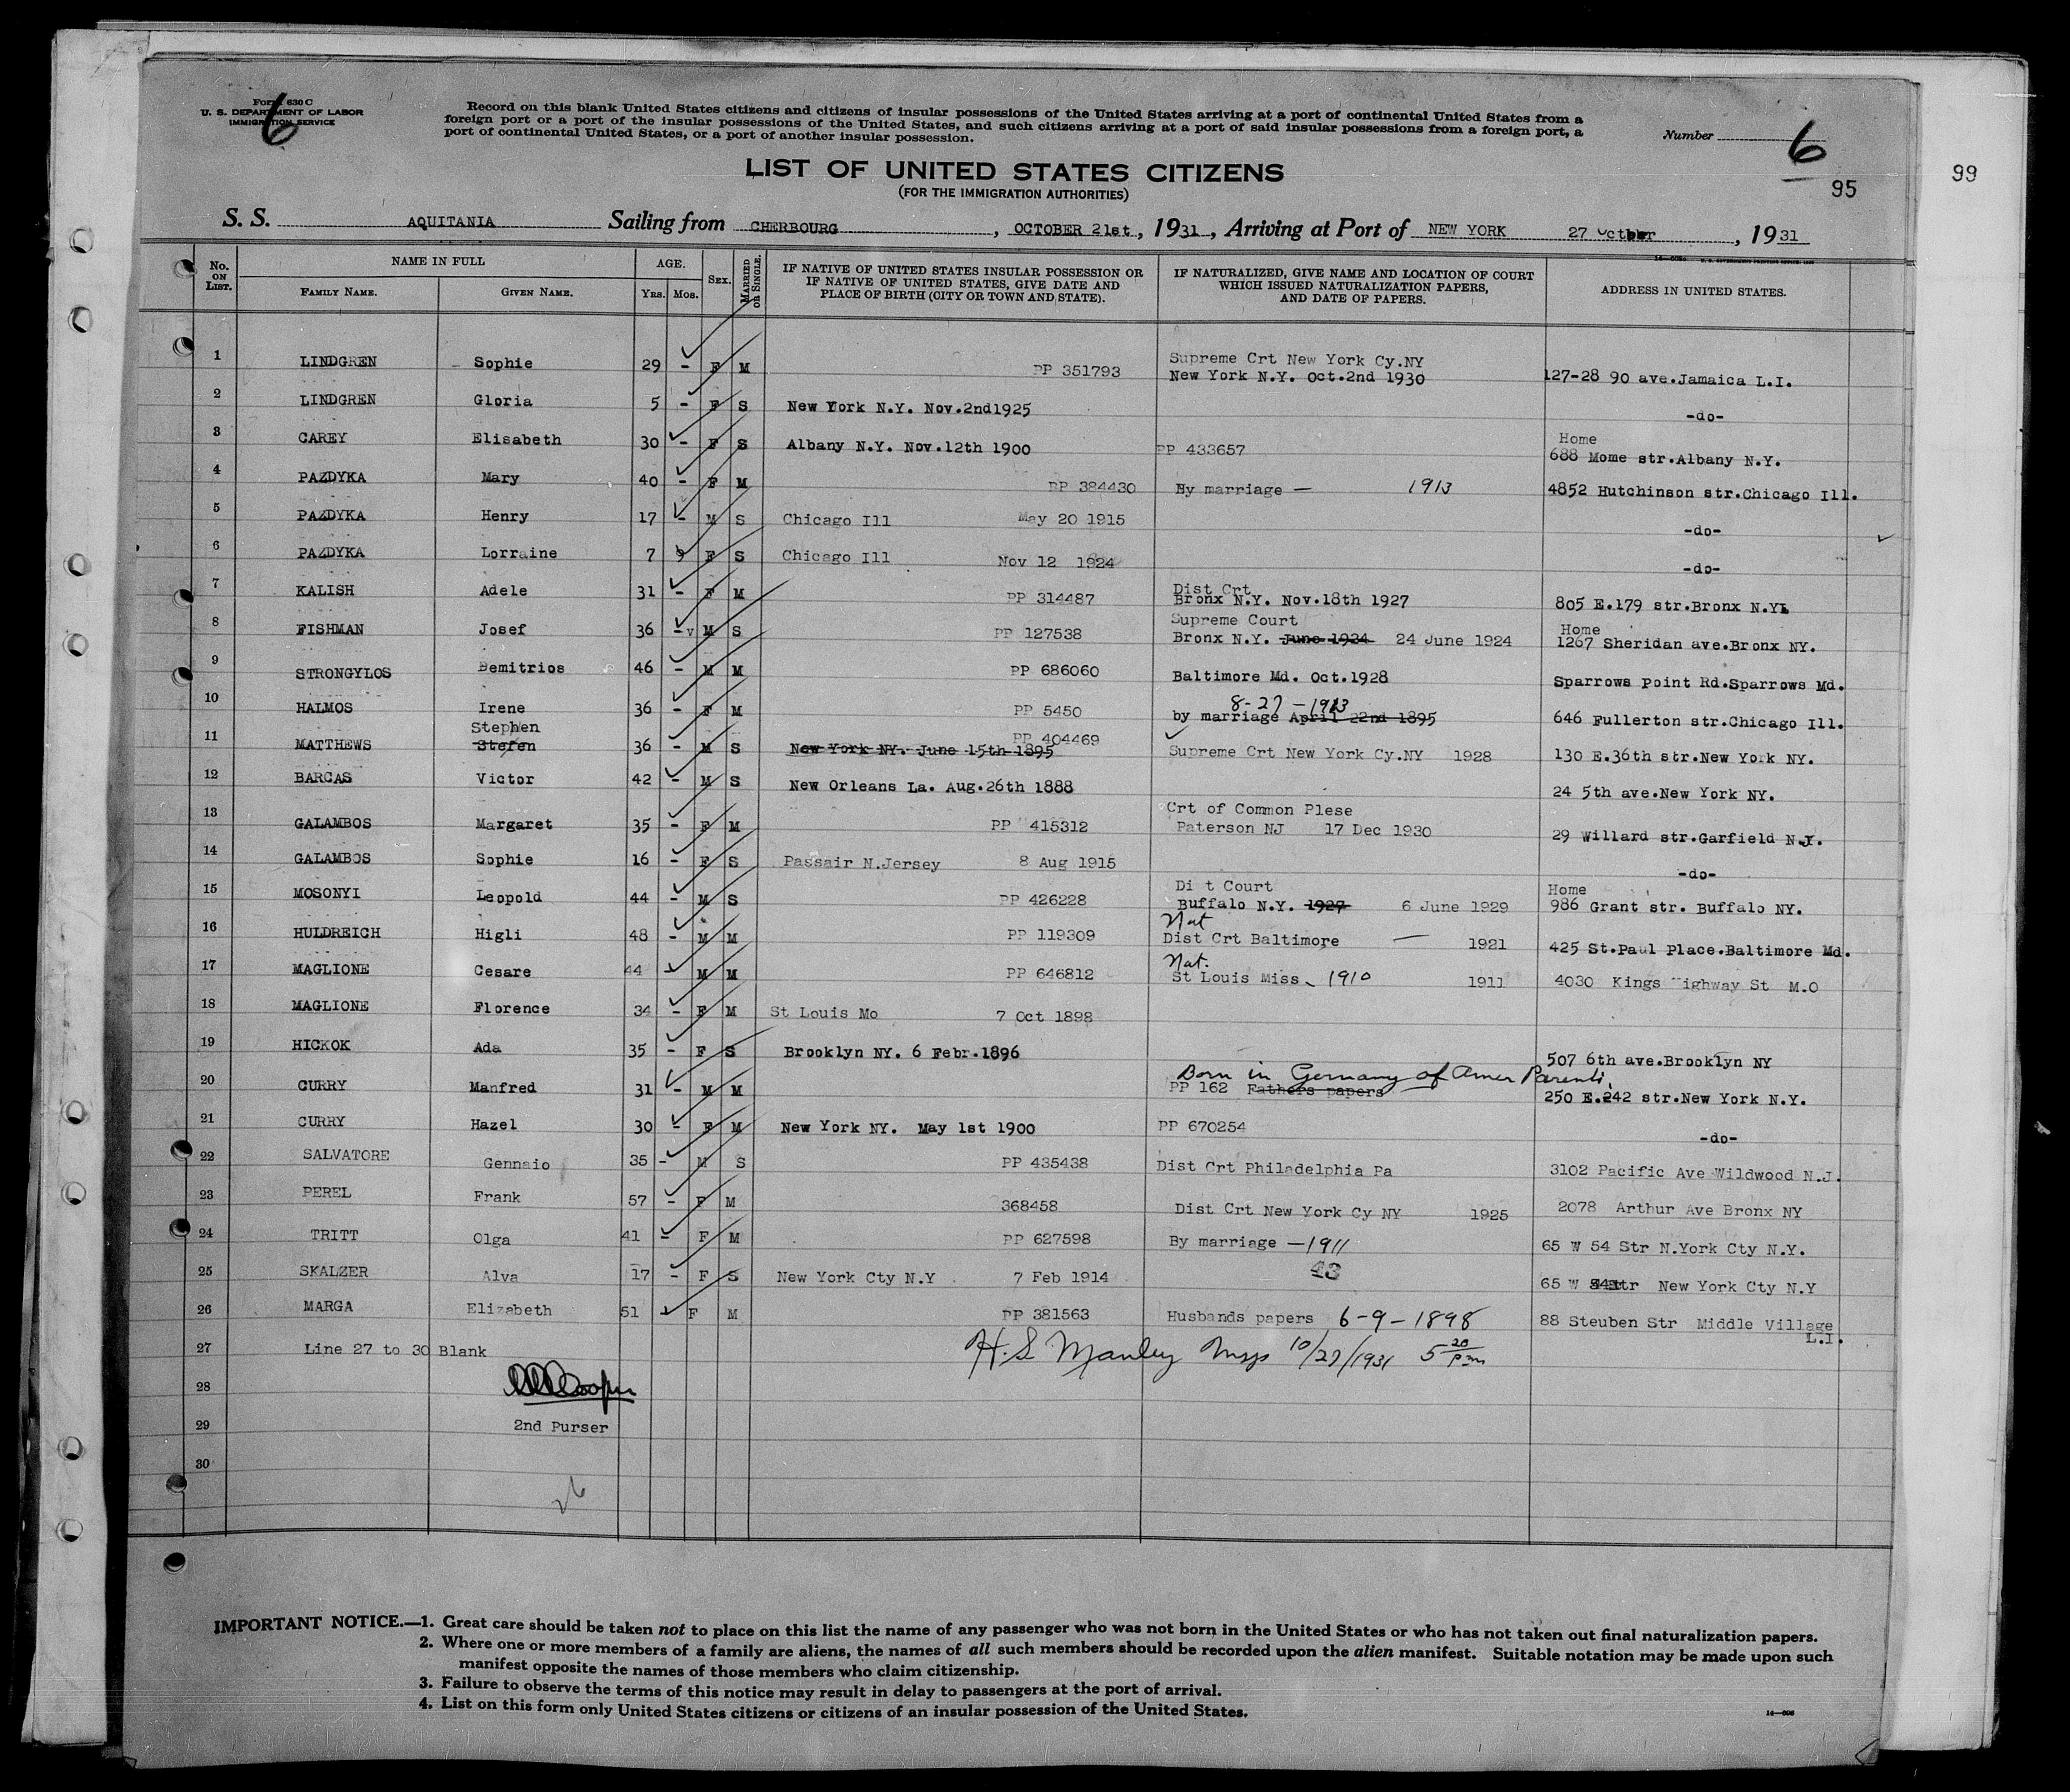 Form 630 C
U. S. DEPARTMENT OF LABOR
IMMIGRATION SERVICE
6
Record on this blank United States citizens and citizens of insular possessions of the United States arriving at a port of continental United States from a
foreign port or a port of the insular possessions of the United States, and such citizens arriving at a port of said insular possessions from a foreign port, a
port of continental United States, or a port of another insular possession.
Number 6
LIST OF UNITED STATES CITIZENS
(FOR THE IMMIGRATION AUTHORITIES)
95
99
S. S. AQUITANIA Sailing from CHERBOURG, OCTOBER 21st, 1931, Arriving at Port of NEW YORK 27 October, 1931
No. ON LIST. NAME IN FULL FAMILY NAME. GIVEN NAME. AGE. YRS. MOS. SEX. MARRIED OR SINGLE. IF NATIVE OF UNITED STATES INSULAR POSSESSION OR IF NATIVE OF UNITED STATES, GIVE DATE AND PLACE OF BIRTH (CITY OR TOWN AND STATE). IF NATURALIZED, GIVE NAME AND LOCATION OF COURT WHICH ISSUED NATURALIZATION PAPERS, AND DATE OF PAPERS. ADDRESS IN UNITED STATES.
1 LINDGREN Sophie 29 - F M PP 351793 Supreme Crt New York Cy.NY New York N.Y. Oct.2nd 1930 127-28 90 ave.Jamaica L.I.
2 LINDGREN Gloria 5 - F S New York N.Y. Nov.2nd1925 -do-
3 CAREY Elisabeth 30 - F S Albany N.Y. Nov.12th 1900 PP 433657 Home 688 Mome str.Albany N.Y.
4 PAZDYKA Mary 40 - F M PP 384430 By marriage — 1913 4852 Hutchinson str.Chicago Ill.
5 PAZDYKA Henry 17 - M S Chicago Ill May 20 1915 -do-
6 PAZDYKA Lorraine 7 9 F S Chicago Ill Nov 12 1924 -do-
7 KALISH Adele 31 - F M PP 314487 Dist Crt Bronx N.Y. Nov.18th 1927 805 E.179 str.Bronx N.Y.
8 FISHMAN Josef 36 - v M S PP 127538 Supreme Court Bronx N.Y. June 1924 24 June 1924 Home 1267 Sheridan ave.Bronx NY.
9 STRONGYLOS Demitrios 46 - M M PP 686060 Baltimore Md. Oct.1928 Sparrows Point Rd.Sparrows Md.
10 HALMOS Irene 36 - F M PP 5450 8-27-1913 by marriage April 22nd 1895 646 Fullerton str.Chicago Ill.
11 MATTHEWS Stephen Stefen 36 - M S PP 404469 New York NY. June 15th 1895 Supreme Crt New York Cy.NY 1928 130 E.36th str.New York NY.
12 BARCAS Victor 42 - M S New Orleans La. Aug.26th 1888 24 5th ave.New York NY.
13 GALAMBOS Margaret 35 - F M PP 415312 Crt of Common Plese Paterson NJ 17 Dec 1930 29 Willard str.Garfield N.J.
14 GALAMBOS Sophie 16 - F S Passair N.Jersey 8 Aug 1915 -do-
15 MOSONYI Leopold 44 - M S PP 426228 Di t Court Buffalo N.Y. 1927 6 June 1929 Home 986 Grant str. Buffalo NY.
16 HULDREICH Higli 48 - M M PP 119309 Nat Dist Crt Baltimore — 1921 425 St.Paul Place.Baltimore Md.
17 MAGLIONE Cesare 44 - M M PP 646812 Nat. St Louis Miss 1910 1911 4030 Kings ighway St M.O
18 MAGLIONE Florence 34 - F M St Louis Mo 7 Oct 1898
19 HICKOK Ada 35 - F S Brooklyn NY. 6 Febr.1896 507 6th ave.Brooklyn NY
20 CURRY Manfred 31 - M M Born in Germany of Amer Parents. PP 162 Fathers papers 250 E.242 str.New York N.Y.
21 CURRY Hazel 30 - F M New York NY. May 1st 1900 PP 670254 -do-
22 SALVATORE Gennaio 35 - M S PP 435438 Dist Crt Philadelphia Pa 3102 Pacific Ave Wildwood N.J.
23 PEREL Frank 57 - F M 368458 Dist Crt New York Cy NY 1925 2078 Arthur Ave Bronx NY
24 TRITT Olga 41 - F M PP 627598 By marriage — 1911 65 W 54 Str N.York Cty N.Y.
25 SKALZER Alva 17 - F S New York Cty N.Y 7 Feb 1914 43 65 W 54 Str New York Cty N.Y
26 MARGA Elizabeth 51 - F M PP 381563 Husbands papers 6-9-1898 88 Steuben Str Middle Village L.I.
27 Line 27 to 30 Blank H.S. Manley Insp 10/27/1931 5 20 pm
28
29 2nd Purser
30
26
IMPORTANT NOTICE.—1. Great care should be taken not to place on this list the name of any passenger who was not born in the United States or who has not taken out final naturalization papers.
2. Where one or more members of a family are aliens, the names of all such members should be recorded upon the alien manifest. Suitable notation may be made upon such
manifest opposite the names of those members who claim citizenship.
3. Failure to observe the terms of this notice may result in delay to passengers at the port of arrival.
4. List on this form only United States citizens or citizens of an insular possession of the United States.